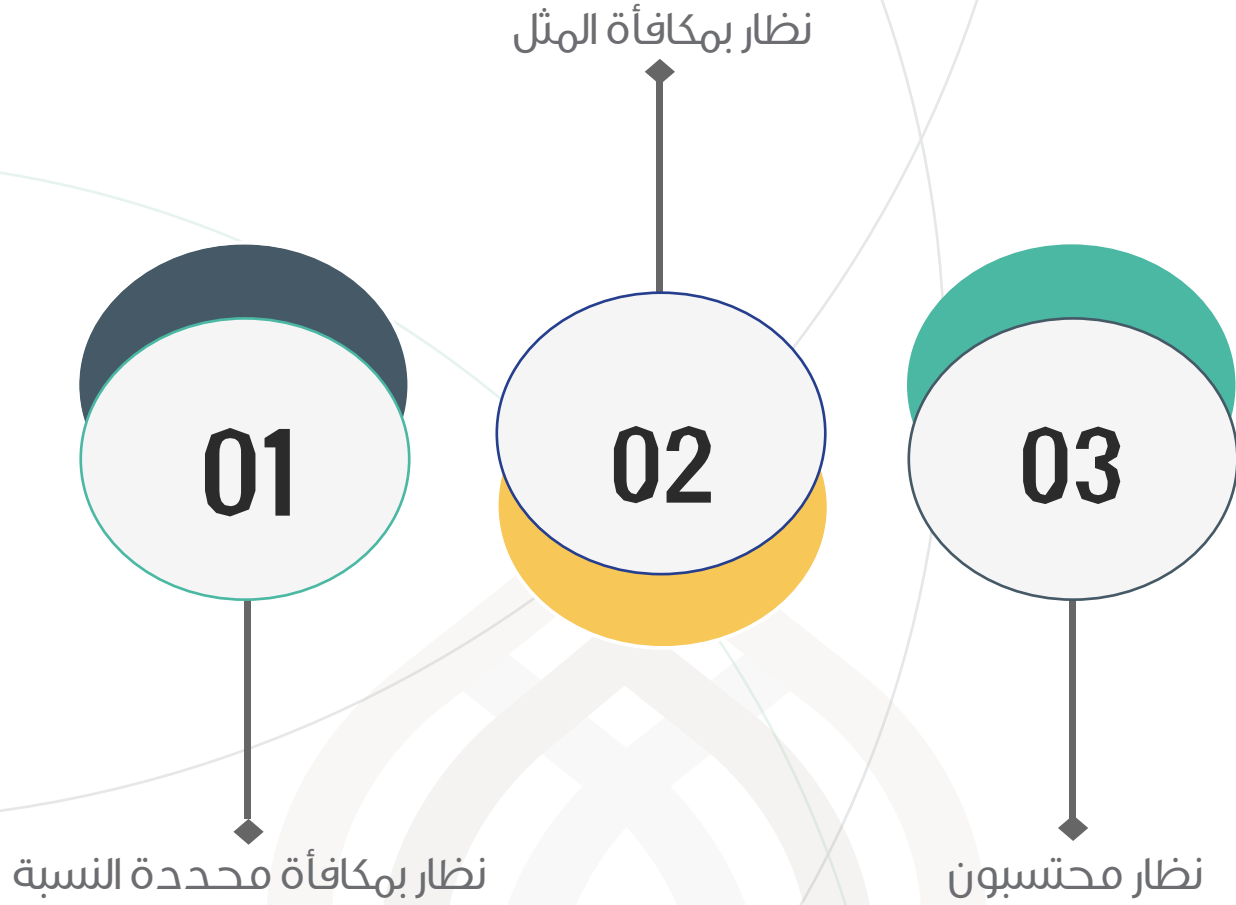 نظار بمكافأة المثل
01
02
03
نظار بمكافأة محددة النسبة
نظار محتسبون